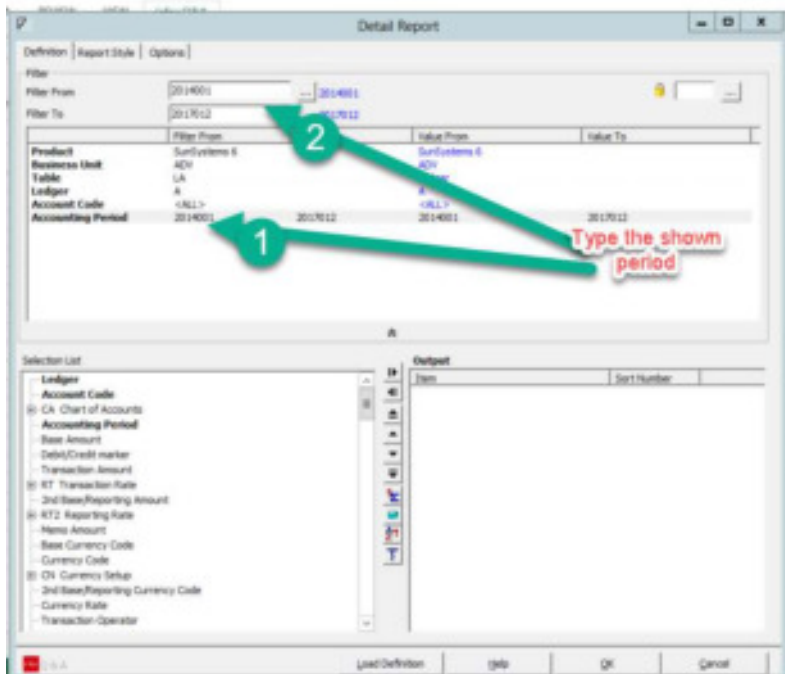 Detail Report
Definition Report Style Options
Filter
Filter From 2014001 ... 2014001 ...
Filter To 2017012 2017012
2
Filter From Value From Value To
Product SunSystems 6 SunSystems 6
Business Unit ADV ADV
Table LA
Ledger A A
Account Code <ALL> <ALL>
Accounting Period 2014001 2017012 2014001 2017012
1
Type the shown
period
Selection List
Output
Ledger
Item Sort Number
Account Code
CA Chart of Accounts
Accounting Period
Base Amount
Debit/Credit marker
Transaction Amount
RT Transaction Rate
2nd Base/Reporting Amount
RT2 Reporting Rate
Memo Amount
Base Currency Code
Currency Code
CN Currency Setup
2nd Base/Reporting Currency Code
Currency Rate
Transaction Operator
Q & A Load Definition Help OK Cancel